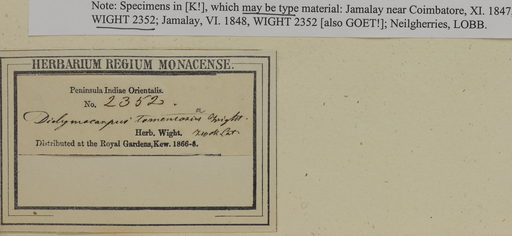 Note: Specimens in [K!], which may be type material: Jamalay near Coimbatore, XI. 1847,
WIGHT 2352; Jamalay, VI. 1848, WIGHT 2352 [also GOET!]; Neilgherries, LOBB.
HERBARIUM REGIUM MONACENSE.
Peninsula Indiae Orientalis.
No. 2352.
Didymocarpus tomentosus Wight.
Herb. Wight.
Distributed at the Royal Gardens, Kew. 1866-8.